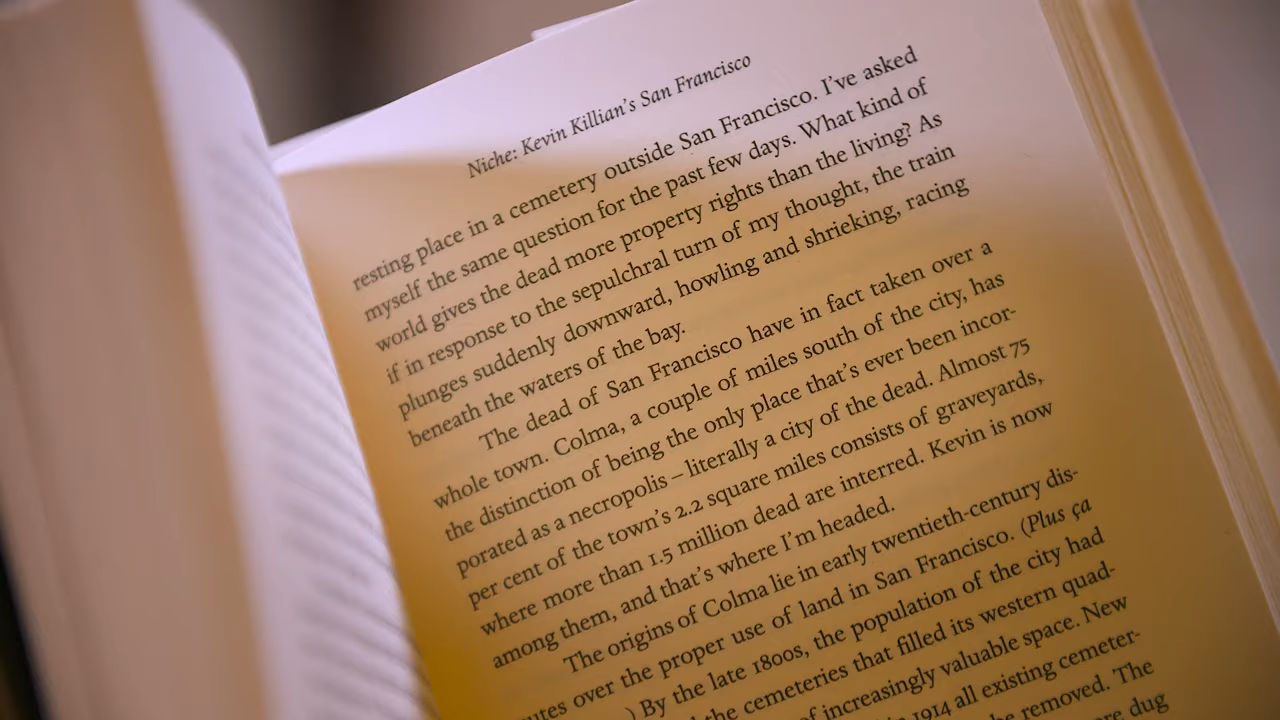 Niche: Kevin Killian's San Francisco
resting place in a cemetery outside San Francisco. I've asked
myself the same question for the past few days. What kind of
world gives the dead more property rights than the living? As
if in response to the sepulchral turn of my thought, the train
plunges suddenly downward, howling and shrieking, racing
beneath the waters of the bay.
The dead of San Francisco have in fact taken over a
whole town. Colma, a couple of miles south of the city, has
the distinction of being the only place that's ever been incor-
porated as a necropolis – literally a city of the dead. Almost 75
per cent of the town's 2.2 square miles consists of graveyards,
where more than 1.5 million dead are interred. Kevin is now
among them, and that's where I'm headed.
The origins of Colma lie in early twentieth-century dis-
utes over the proper use of land in San Francisco. (Plus ça
) By the late 1800s, the population of the city had
the cemeteries that filled its western quad-
of increasingly valuable space. New
in 1914 all existing cemeter-
be removed. The
re dug